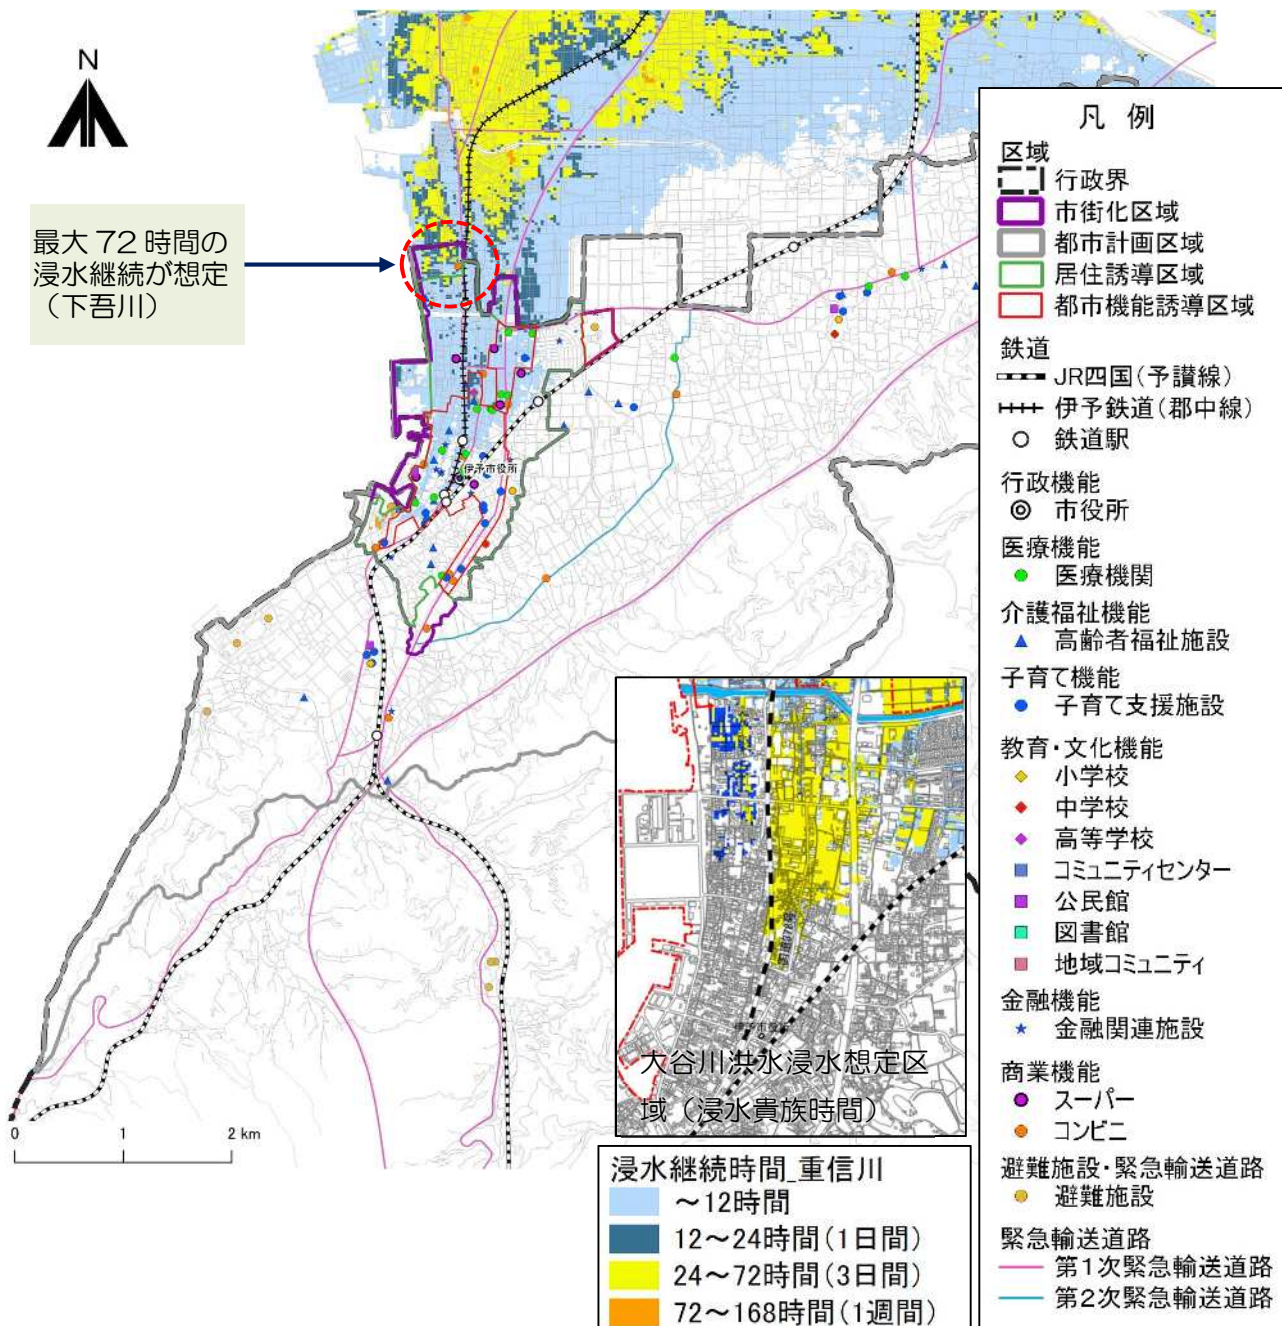 N
最大 72 時間の
浸水継続が想定
（下吾川）
伊予市役所
0 1 2 km
凡 例
区域
行政界
市街化区域
都市計画区域
居住誘導区域
都市機能誘導区域
鉄道
JR四国(予讃線)
伊予鉄道(郡中線)
鉄道駅
行政機能
市役所
医療機能
医療機関
介護福祉機能
高齢者福祉施設
子育て機能
子育て支援施設
教育・文化機能
小学校
中学校
高等学校
コミュニティセンター
公民館
図書館
地域コミュニティ
金融機能
金融関連施設
商業機能
スーパー
コンビニ
避難施設・緊急輸送道路
避難施設
緊急輸送道路
第1次緊急輸送道路
第2次緊急輸送道路
伊予市役所
大谷川洪水浸水想定区
域（浸水貴族時間）
浸水継続時間_重信川
～12時間
12～24時間(1日間)
24～72時間(3日間)
72～168時間(1週間)